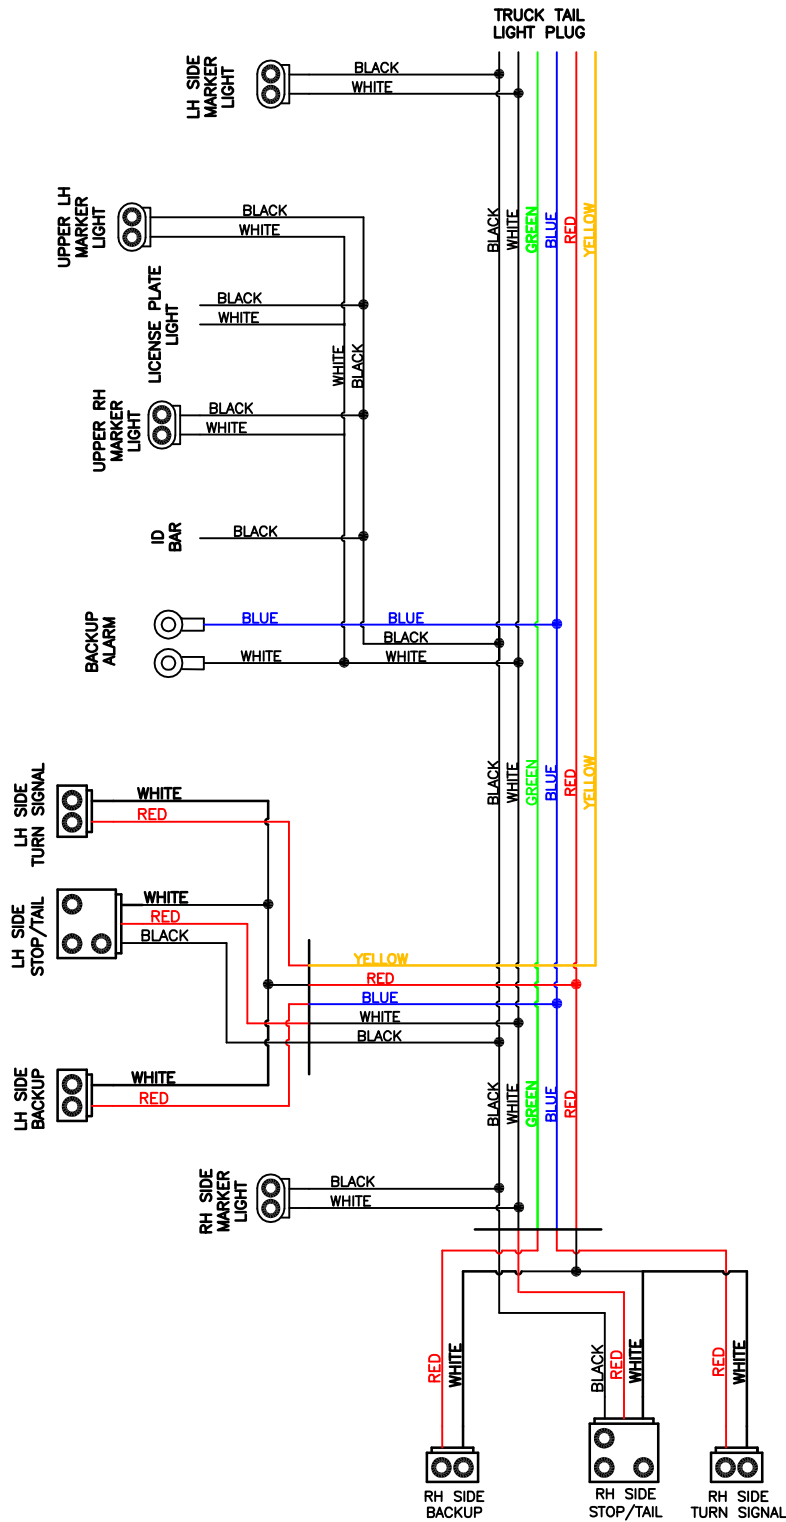 TRUCK TAIL
LIGHT PLUG
LH SIDE
MARKER
LIGHT
BLACK
WHITE
UPPER LH
MARKER
LIGHT
BLACK
WHITE
BLACK
WHITE
GREEN
BLUE
RED
YELLOW
LICENSE PLATE
LIGHT
BLACK
WHITE
WHITE
BLACK
UPPER RH
MARKER
LIGHT
BLACK
WHITE
ID
BAR
BLACK
BACKUP
ALARM
BLUE
BLUE
BLACK
WHITE
WHITE
BLACK
WHITE
GREEN
BLUE
RED
YELLOW
LH SIDE
TURN SIGNAL
WHITE
RED
LH SIDE
STOP/TAIL
WHITE
RED
BLACK
YELLOW
RED
BLUE
WHITE
BLACK
LH SIDE
BACKUP
WHITE
RED
BLACK
WHITE
GREEN
BLUE
RED
RH SIDE
MARKER
LIGHT
BLACK
WHITE
RED
WHITE
BLACK
RED
WHITE
RED
WHITE
RH SIDE
BACKUP
RH SIDE
STOP/TAIL
RH SIDE
TURN SIGNAL